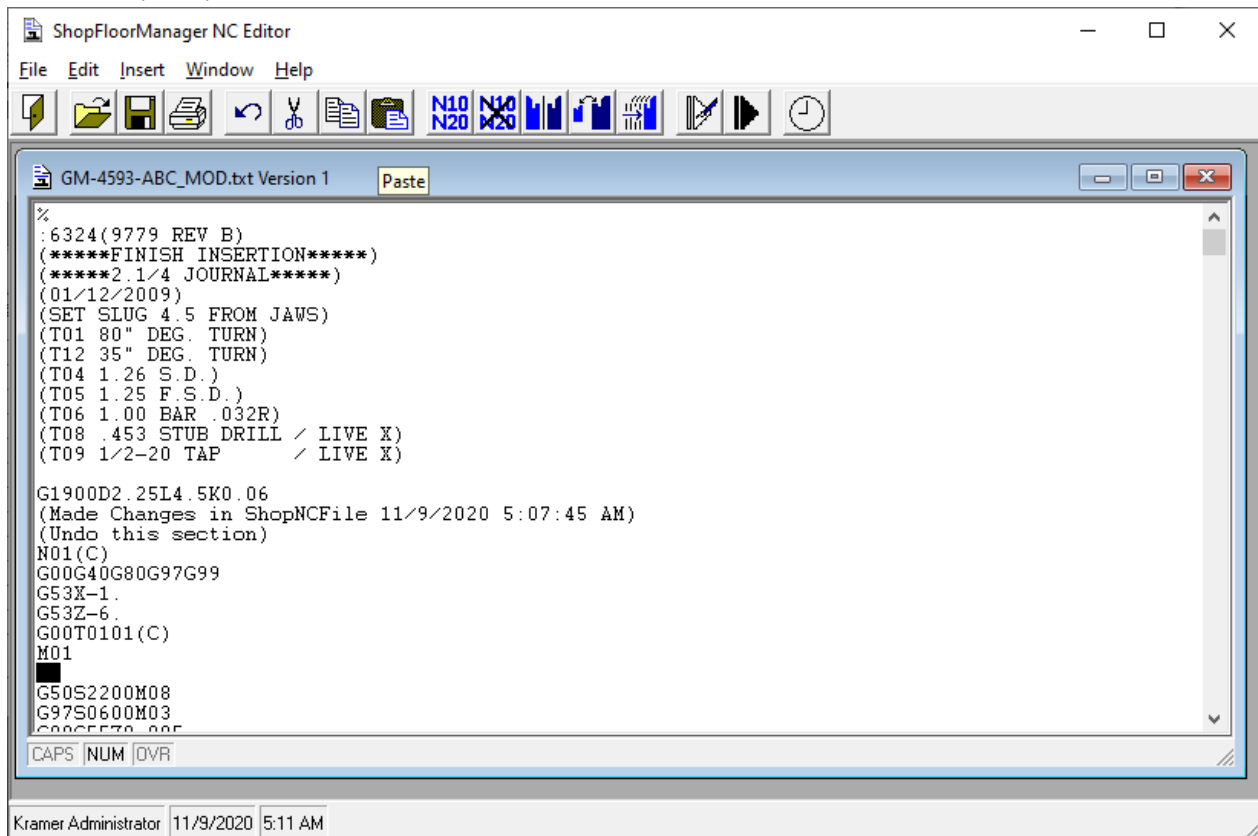 ShopFloorManager NC Editor
File Edit Insert Window Help
N10 N10
N20 N20
GM-4593-ABC_MOD.txt Version 1
Paste
%
:6324(9779 REV B)
(*****FINISH INSERTION*****)
(*****2.1/4 JOURNAL*****)
(01/12/2009)
(SET SLUG 4.5 FROM JAWS)
(T01 80" DEG. TURN)
(T12 35" DEG. TURN)
(T04 1.26 S.D.)
(T05 1.25 F.S.D.)
(T06 1.00 BAR .032R)
(T08 .453 STUB DRILL / LIVE X)
(T09 1/2-20 TAP      / LIVE X)
G1900D2.25L4.5K0.06
(Made Changes in ShopNCFile 11/9/2020 5:07:45 AM)
(Undo this section)
N01(C)
G00G40G80G97G99
G53X-1.
G53Z-6.
G00T0101(C)
M01
G50S2200M08
G97S0600M03
CAPS NUM OVR
Kramer Administrator 11/9/2020 5:11 AM